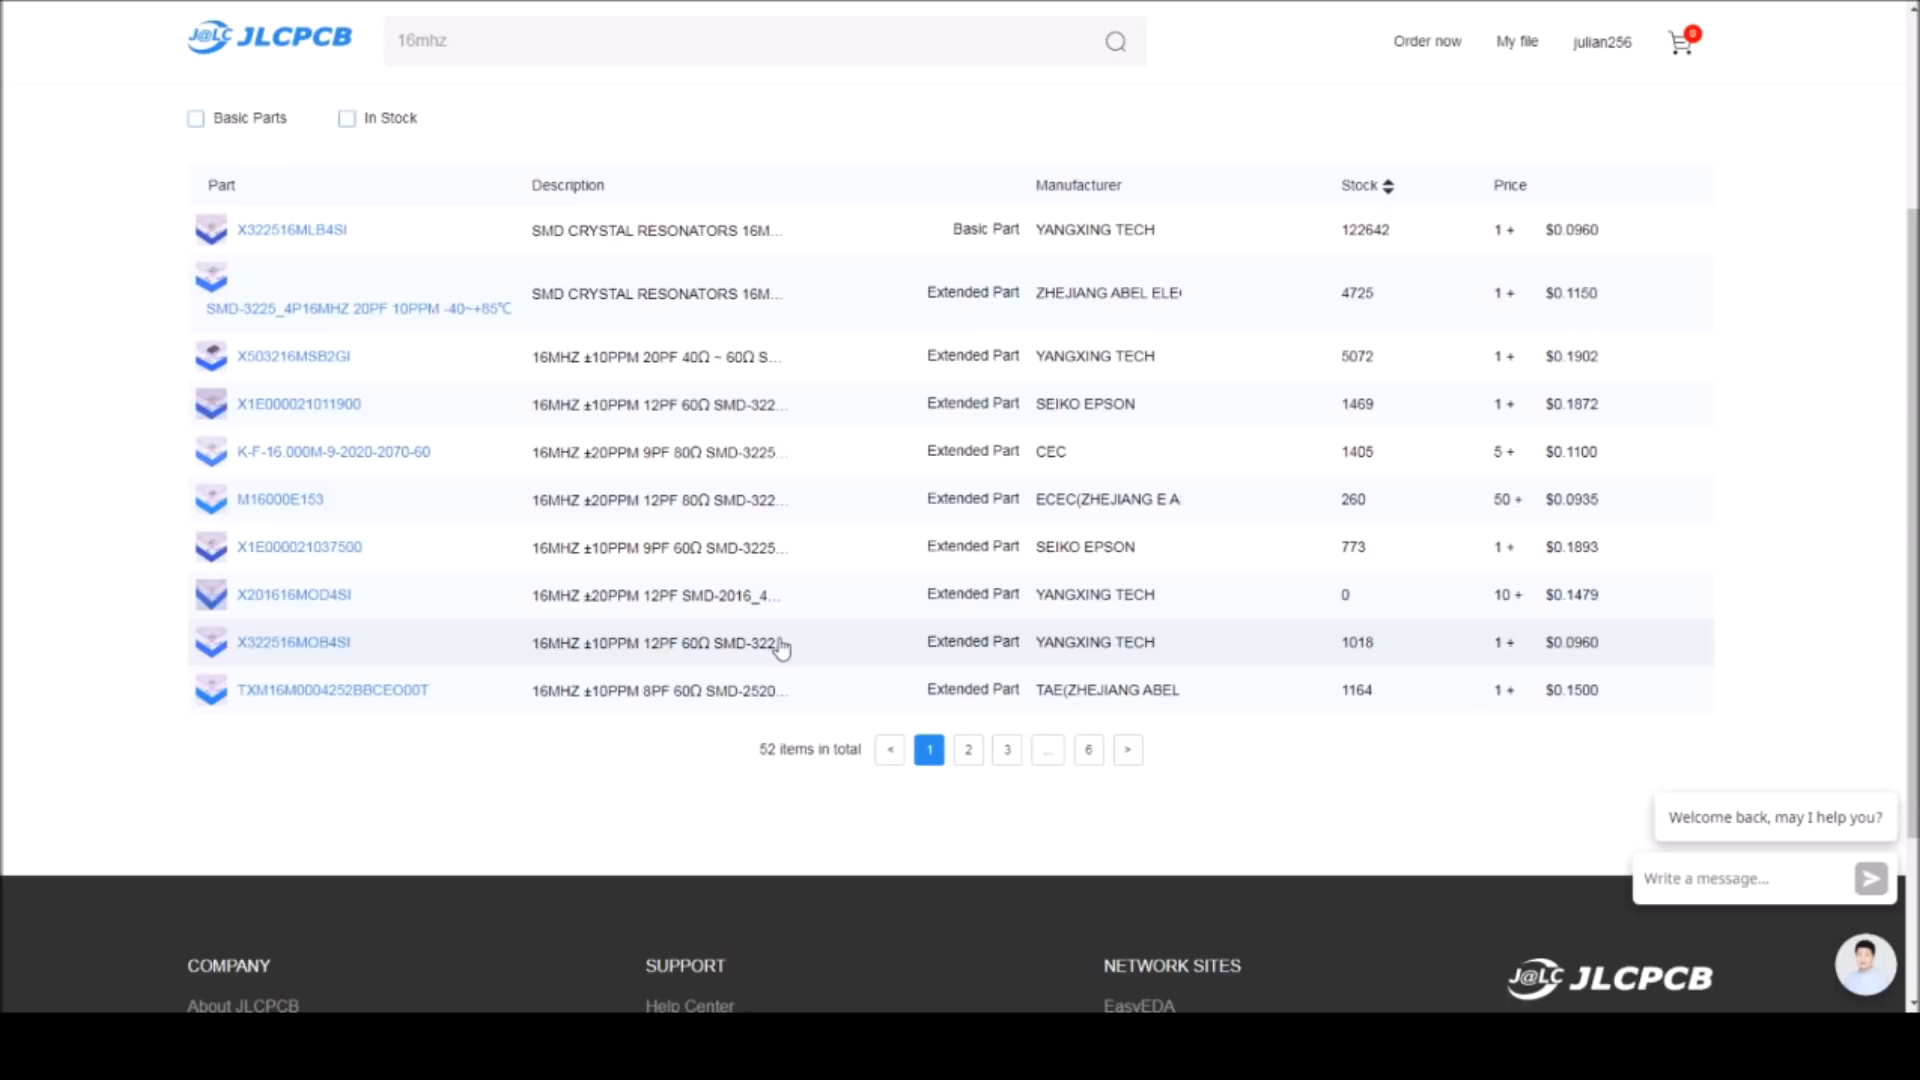 J@LC JLCPCB
16mhz
Order now
My file
julian256
0
Basic Parts
In Stock
Part Description Manufacturer Stock Price
X322516MLB4SI SMD CRYSTAL RESONATORS 16M... Basic Part YANGXING TECH 122642 1 + $0.0960
SMD-3225_4P16MHZ 20PF 10PPM -40~+85℃ SMD CRYSTAL RESONATORS 16M... Extended Part ZHEJIANG ABEL ELE 4725 1 + $0.1150
X503216MSB2GI 16MHZ ±10PPM 20PF 40Ω ~ 60Ω S... Extended Part YANGXING TECH 5072 1 + $0.1902
X1E000021011900 16MHZ ±10PPM 12PF 60Ω SMD-322... Extended Part SEIKO EPSON 1469 1 + $0.1872
K-F-16.000M-9-2020-2070-60 16MHZ ±20PPM 9PF 80Ω SMD-3225... Extended Part CEC 1405 5 + $0.1100
M16000E153 16MHZ ±20PPM 12PF 80Ω SMD-322... Extended Part ECEC(ZHEJIANG E A 260 50 + $0.0935
X1E000021037500 16MHZ ±10PPM 9PF 60Ω SMD-3225... Extended Part SEIKO EPSON 773 1 + $0.1893
X201616MOD4SI 16MHZ ±20PPM 12PF SMD-2016_4... Extended Part YANGXING TECH 0 10 + $0.1479
X322516MOB4SI 16MHZ ±10PPM 12PF 60Ω SMD-322 Extended Part YANGXING TECH 1018 1 + $0.0960
TXM16M0004252BBCEO00T 16MHZ ±10PPM 8PF 60Ω SMD-2520... Extended Part TAE(ZHEJIANG ABEL 1164 1 + $0.1500
52 items in total < 1 2 3 ... 6 >
Welcome back, may I help you?
Write a message...
COMPANY
SUPPORT
NETWORK SITES
J@LC JLCPCB
About JLCPCB
Help Center
EasyEDA